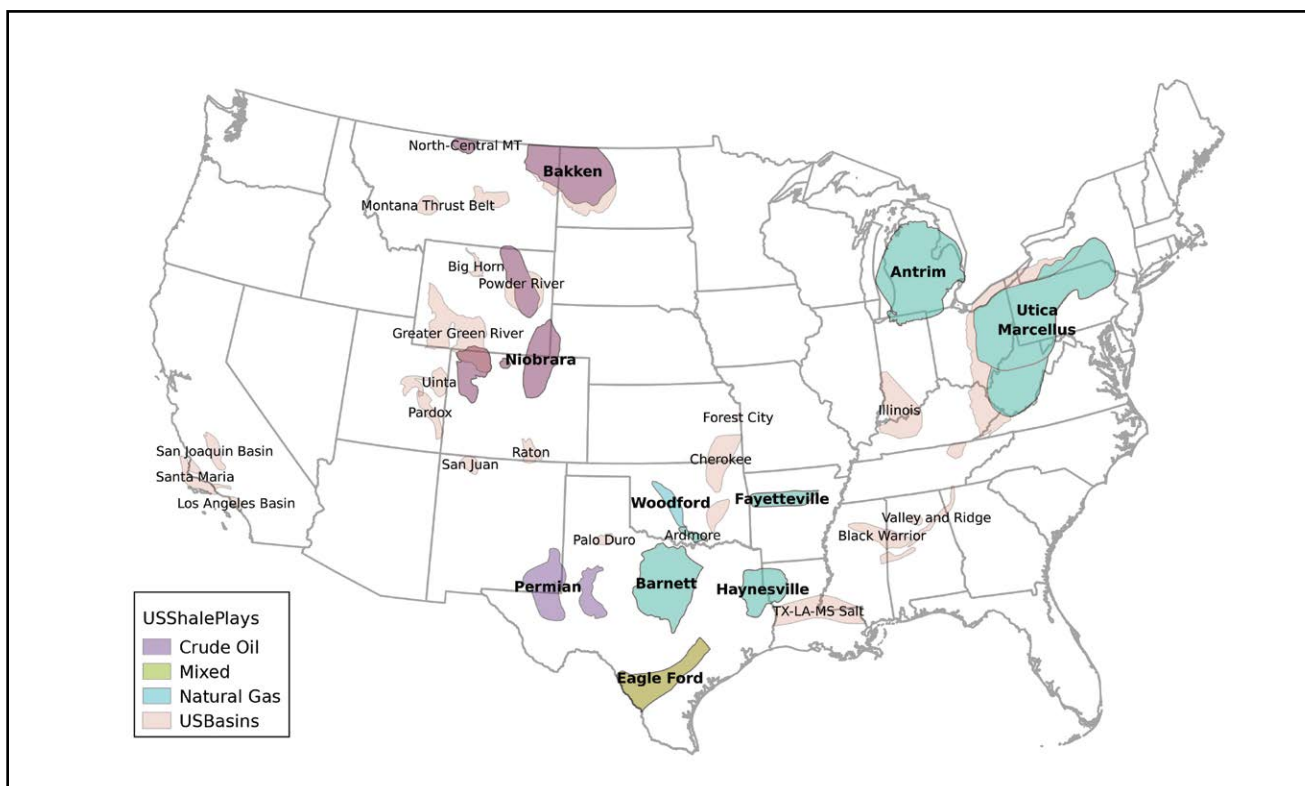 North-Central MT
Bakken
Montana Thrust Belt
Big Horn
Powder River
Antrim
Utica
Marcellus
Greater Green River
Niobrara
Uinta
Pardox
Illinois
Forest City
San Joaquin Basin
Raton
Cherokee
San Juan
Santa Maria
Los Angeles Basin
Woodford
Fayetteville
Valley and Ridge
Palo Duro
Ardmore
Black Warrior
Permian
Barnett
Haynesville
TX-LA-MS Salt
Eagle Ford
USShalePlays
Crude Oil
Mixed
Natural Gas
USBasins